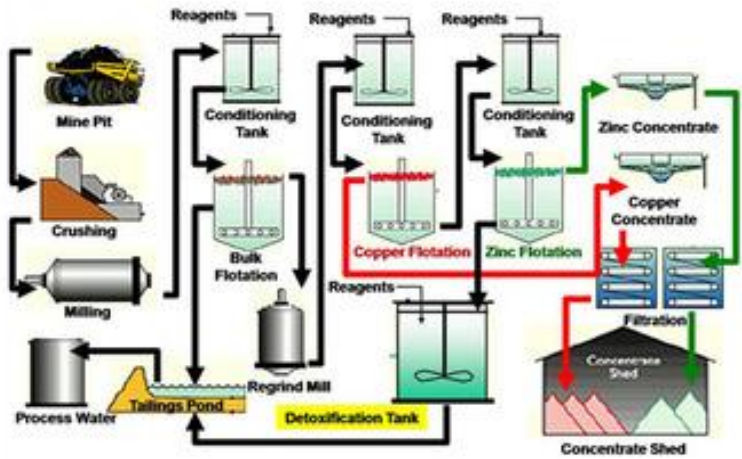 Reagents
Reagents
Reagents
Mine Pit
Conditioning
Tank
Conditioning
Tank
Conditioning
Tank
Zinc Concentrate
Copper
Concentrate
Crushing
Bulk
Flotation
Copper Flotation
Zinc Flotation
Milling
Reagents
Filtration
Regrind Mill
Concentrate
Shed
Process Water
Tailings Pond
Detoxification Tank
Concentrate Shed